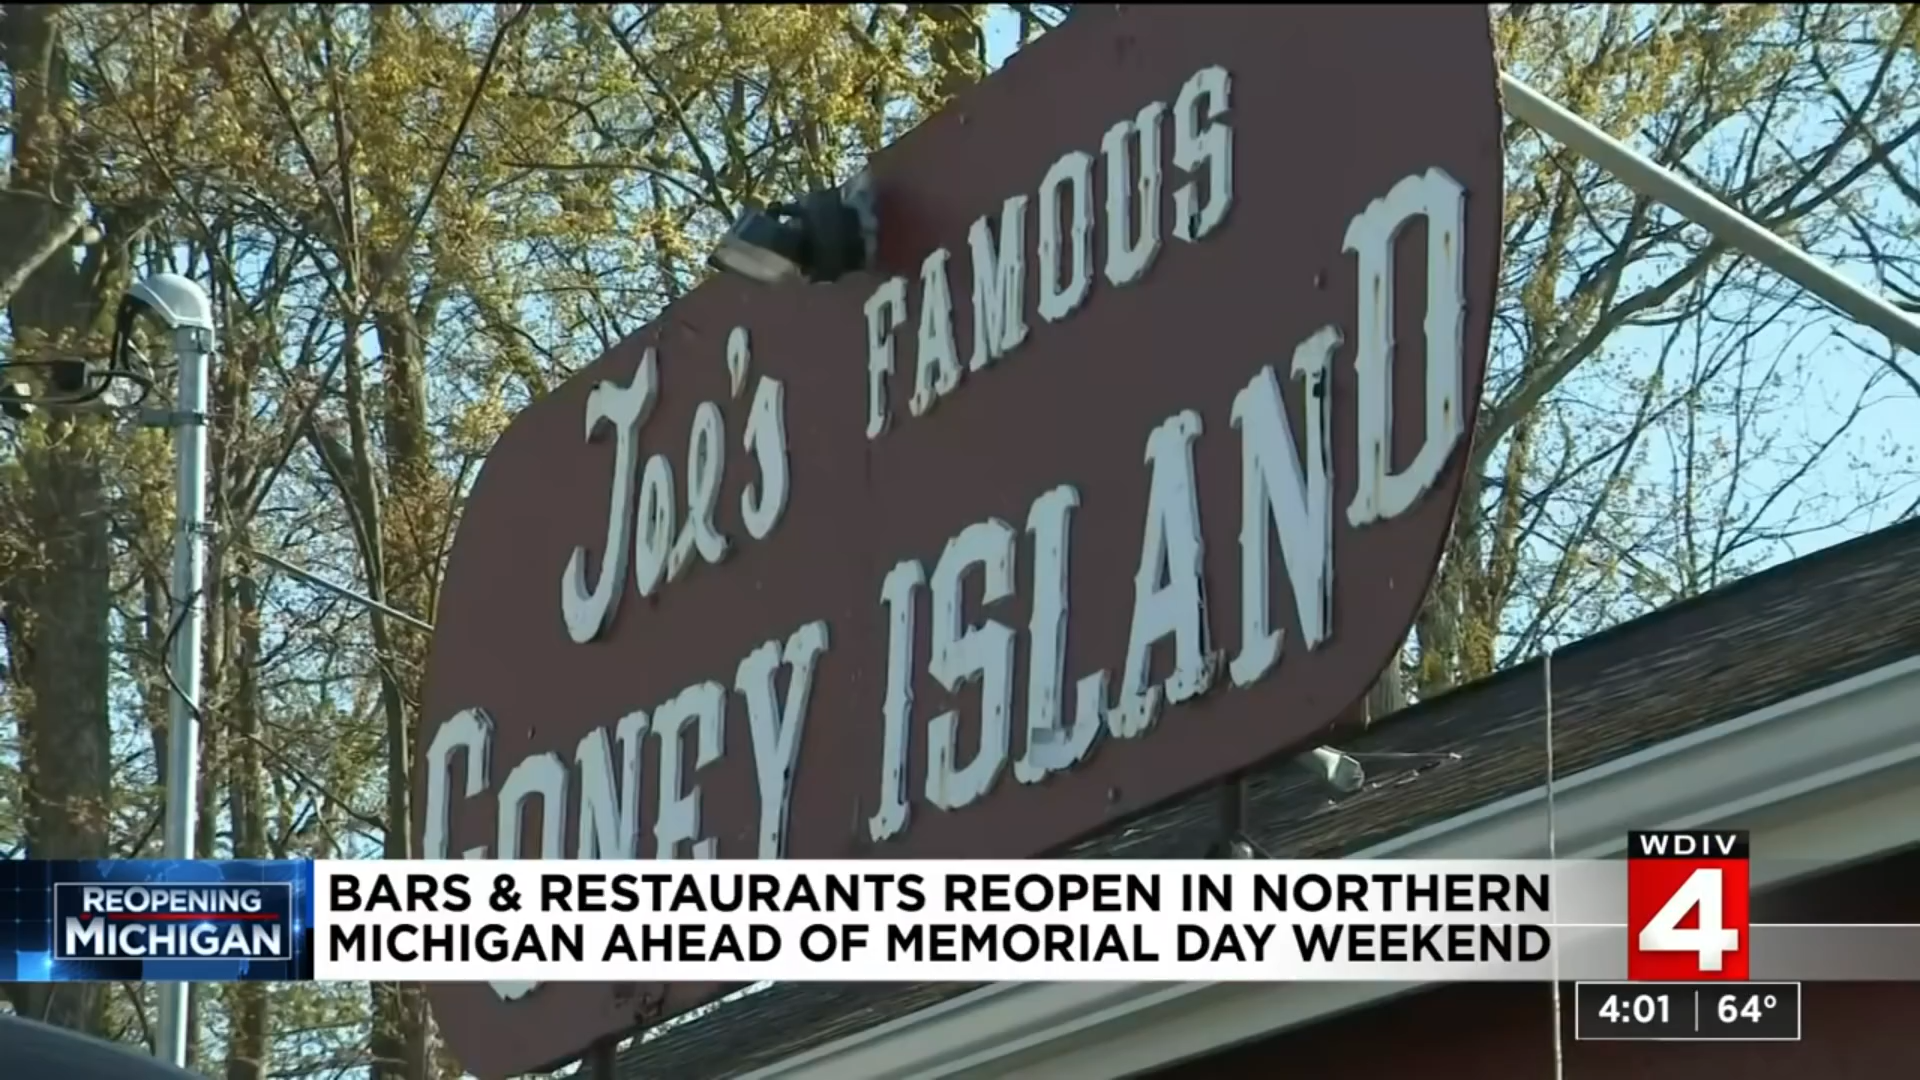 Joe's FAMOUS
CONEY ISLAND
REOPENING
MICHIGAN
BARS & RESTAURANTS REOPEN IN NORTHERN
MICHIGAN AHEAD OF MEMORIAL DAY WEEKEND
WDIV
4
4:01 64°